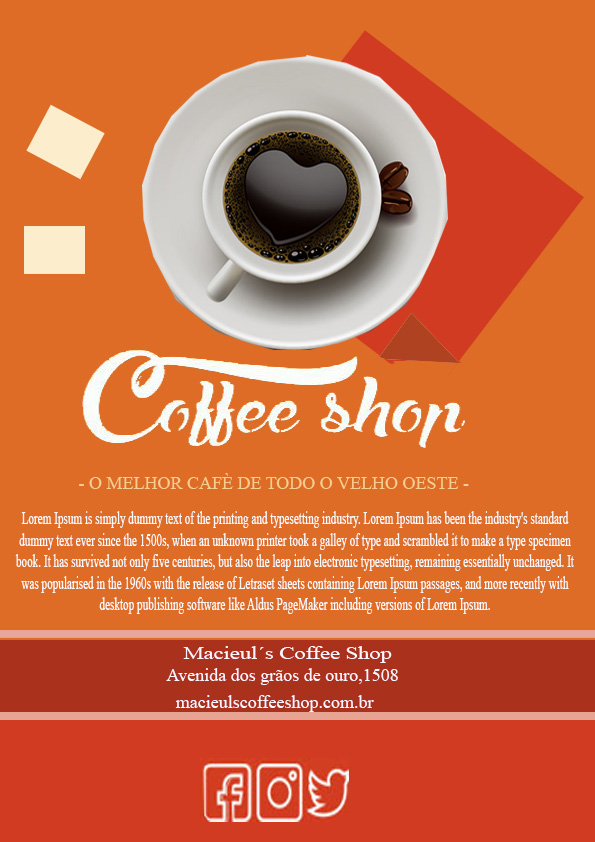 Coffee shop
- O MELHOR CAFÈ DE TODO O VELHO OESTE -
Lorem Ipsum is simply dummy text of the printing and typesetting industry. Lorem Ipsum has been the industry's standard
dummy text ever since the 1500s, when an unknown printer took a galley of type and scrambled it to make a type specimen
book. It has survived not only five centuries, but also the leap into electronic typesetting, remaining essentially unchanged. It
was popularised in the 1960s with the release of Letraset sheets containing Lorem Ipsum passages, and more recently with
desktop publishing software like Aldus PageMaker including versions of Lorem Ipsum.
Macieul´s Coffee Shop
Avenida dos grãos de ouro,1508
macieulscoffeeshop.com.br